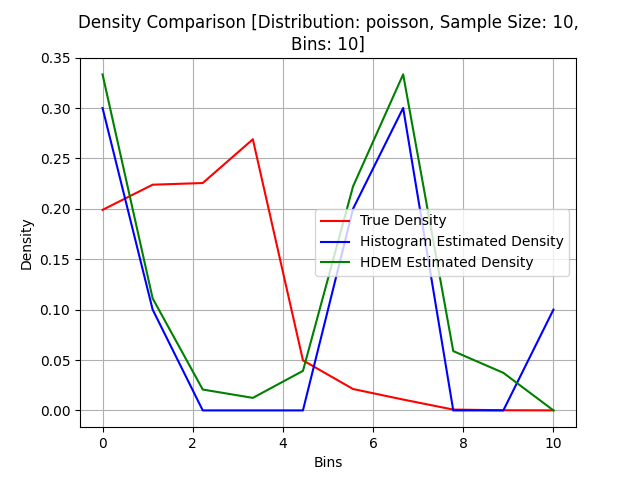 Density Comparison [Distribution: poisson, Sample Size: 10,
Bins: 10]
0.35
0.30
0.25
0.20
0.15
0.10
0.05
0.00
Density
True Density
Histogram Estimated Density
HDEM Estimated Density
0 2 4 6 8 10
Bins